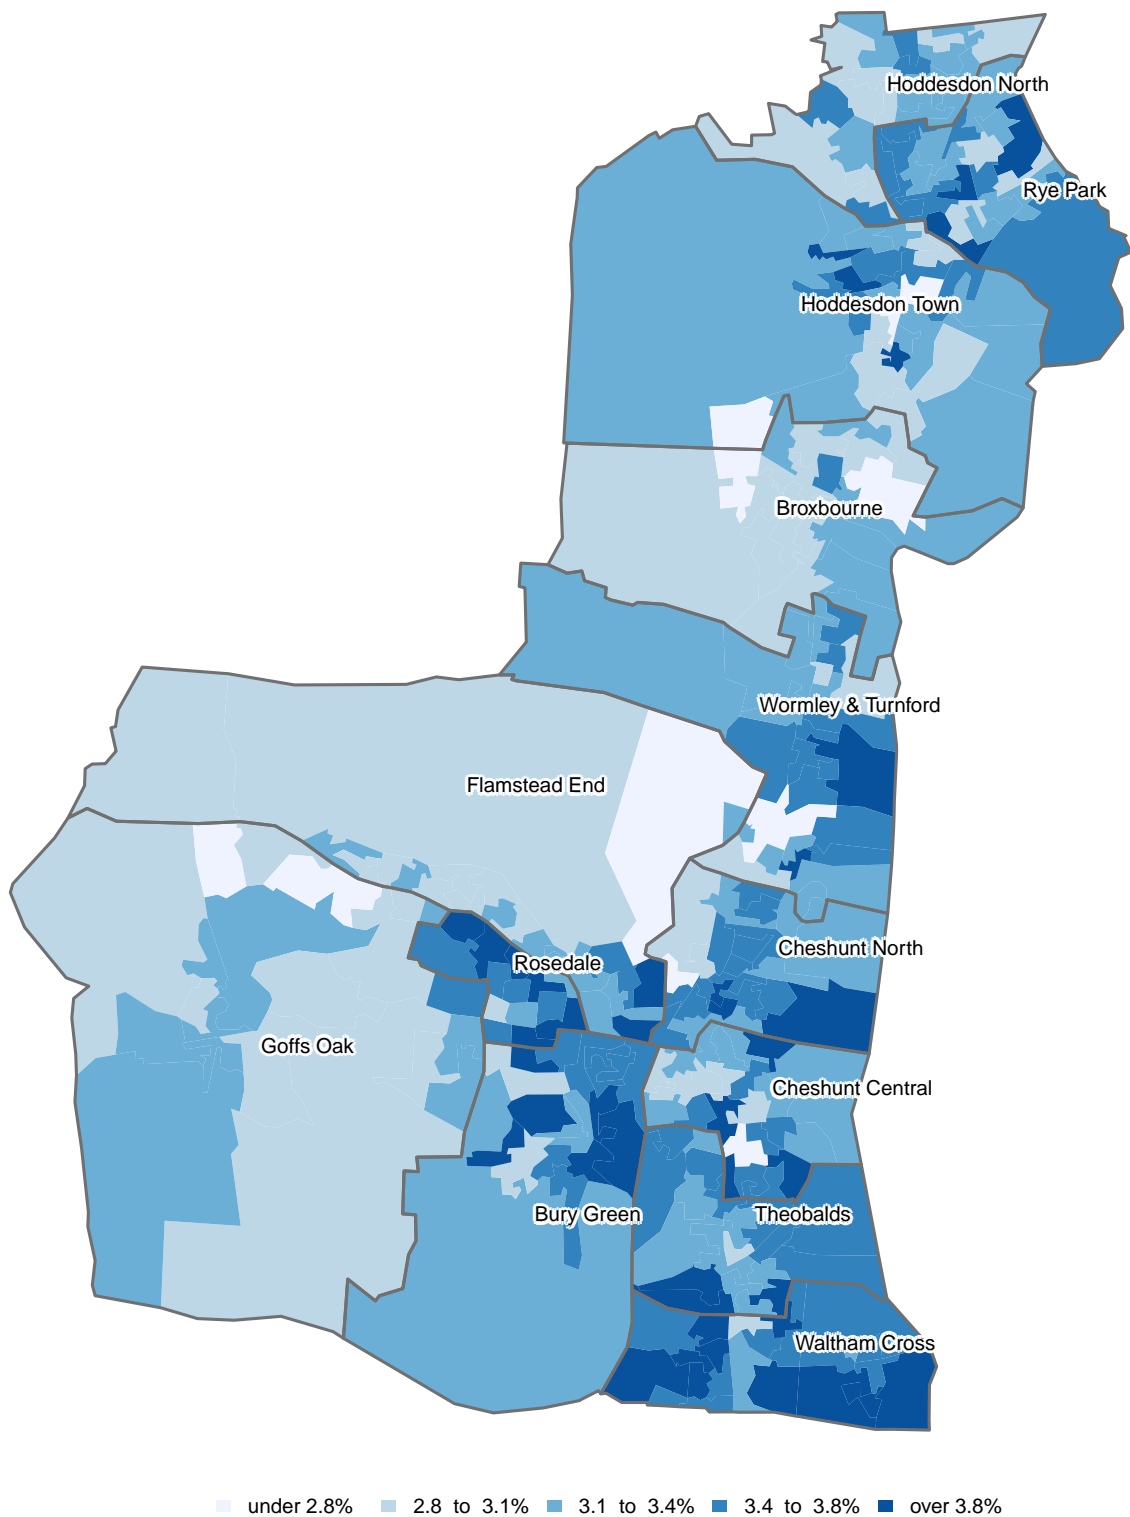 Hoddesdon North
Rye Park
Hoddesdon Town
Broxbourne
Wormley & Turnford
Flamstead End
Cheshunt North
Rosedale
Goffs Oak
Cheshunt Central
Bury Green
Theobalds
Waltham Cross
under 2.8% 2.8 to 3.1% 3.1 to 3.4% 3.4 to 3.8% over 3.8%